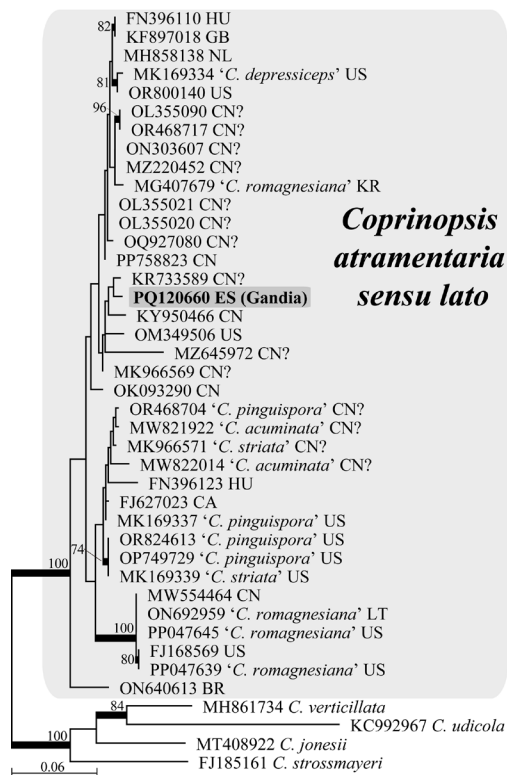 82
FN396110 HU
KF897018 GB
MH858138 NL
MK169334 ‘C. depressiceps’ US
81
OR800140 US
96
OL355090 CN?
OR468717 CN?
ON303607 CN?
MZ220452 CN?
MG407679 ‘C. romagnesiana’ KR
OL355021 CN?
OL355020 CN?
OQ927080 CN?
PP758823 CN
Coprinopsis
atramentaria
sensu lato
KR733589 CN?
PQ120660 ES (Gandia)
KY950466 CN
OM349506 US
MZ645972 CN?
MK966569 CN?
OK093290 CN
OR468704 ‘C. pinguispora’ CN?
MW821922 ‘C. acuminata’ CN?
MK966571 ‘C. striata’ CN?
MW822014 ‘C. acuminata’ CN?
FN396123 HU
FJ627023 CA
MK169337 ‘C. pinguispora’ US
OR824613 ‘C. pinguispora’ US
74
OP749729 ‘C. pinguispora’ US
100
MK169339 ‘C. striata’ US
MW554464 CN
ON692959 ‘C. romagnesiana’ LT
100
PP047645 ‘C. romagnesiana’ US
FJ168569 US
80
PP047639 ‘C. romagnesiana’ US
ON640613 BR
84
MH861734 C. verticillata
KC992967 C. udicola
100
MT408922 C. jonesii
FJ185161 C. strossmayeri
0.06